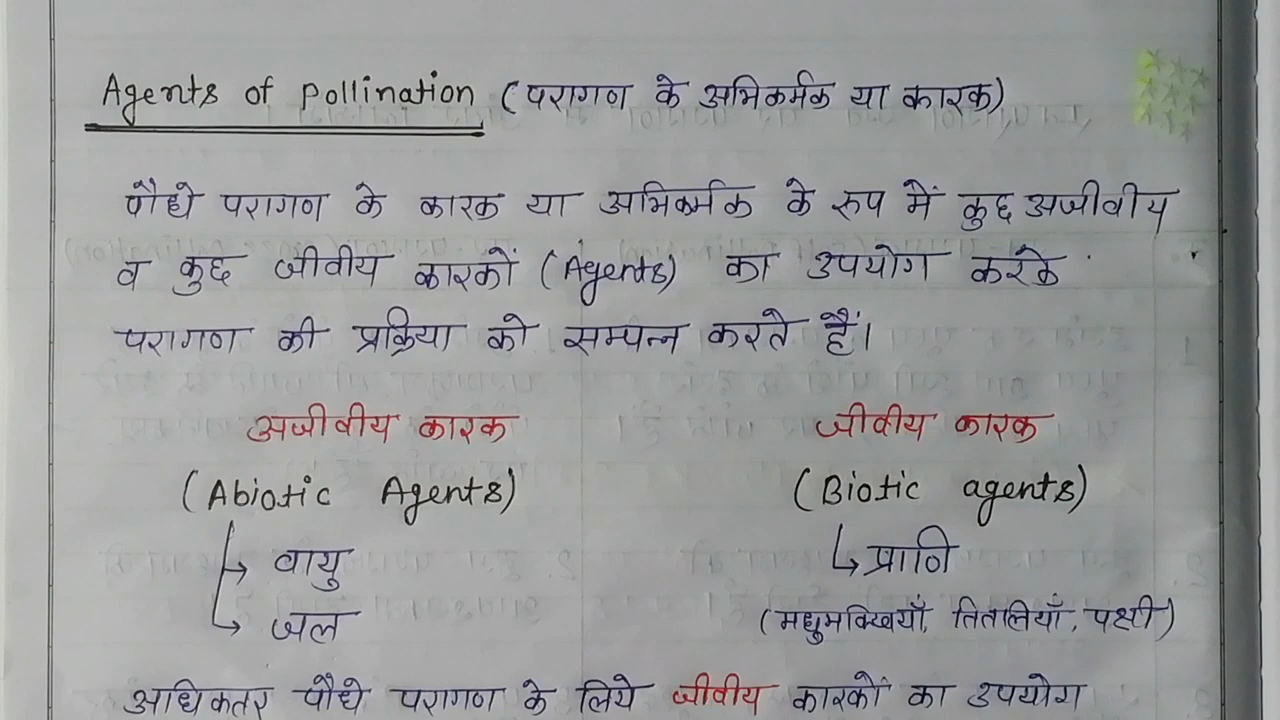 Agents of pollination (परागण के अभिकर्मक या कारक)
पौधे परागण के कारक या अभिकर्मक के रुप में कुछ अजीवीय
व कुछ जीवीय कारकों (Agents) का उपयोग करके
परागण की प्रक्रिया को सम्पन्न करते हैं।
अजीवीय कारक जीवीय कारक
(Abiotic Agents) (Biotic agents)
↳ वायु ↳ प्राणि
↳ जल (मधुमक्खियाँ, तितलियाँ, पक्षी)
अधिकतर पौधे परागण के लिये जीवीय कारकों का उपयोग